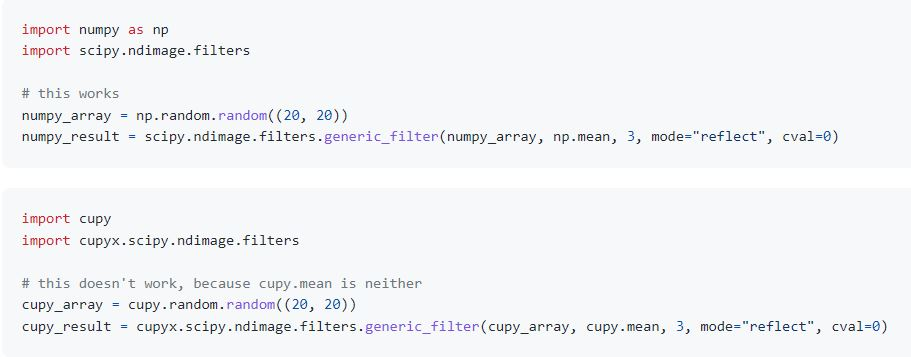 import numpy as np
import scipy.ndimage.filters
# this works
numpy_array = np.random.random((20, 20))
numpy_result = scipy.ndimage.filters.generic_filter(numpy_array, np.mean, 3, mode="reflect", cval=0)
import cupy
import cupyx.scipy.ndimage.filters
# this doesn't work, because cupy.mean is neither
cupy_array = cupy.random.random((20, 20))
cupy_result = cupyx.scipy.ndimage.filters.generic_filter(cupy_array, cupy.mean, 3, mode="reflect", cval=0)